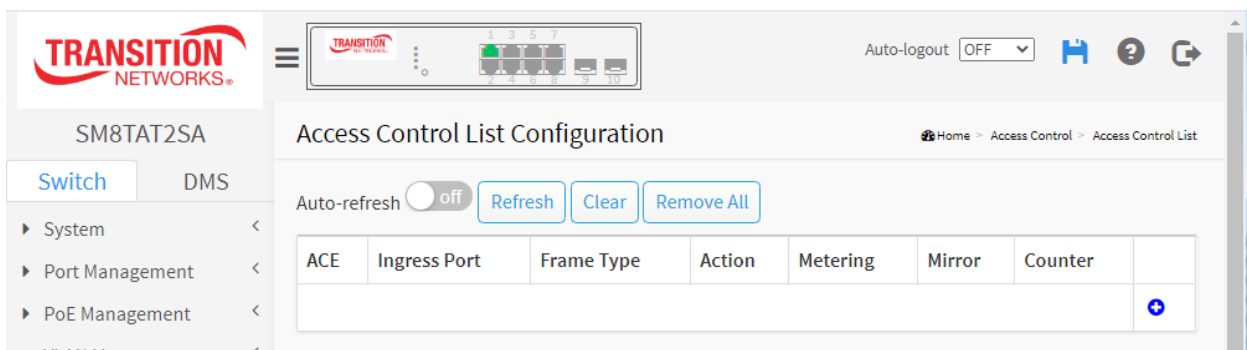 TRANSITION
NETWORKS®
TRANSITION
1 3 5 7
2 4 6 8 9 10
Auto-logout OFF
SM8TAT2SA
Switch DMS
System
Port Management
PoE Management
Access Control List Configuration
Home > Access Control > Access Control List
Auto-refresh off Refresh Clear Remove All
ACE Ingress Port Frame Type Action Metering Mirror Counter